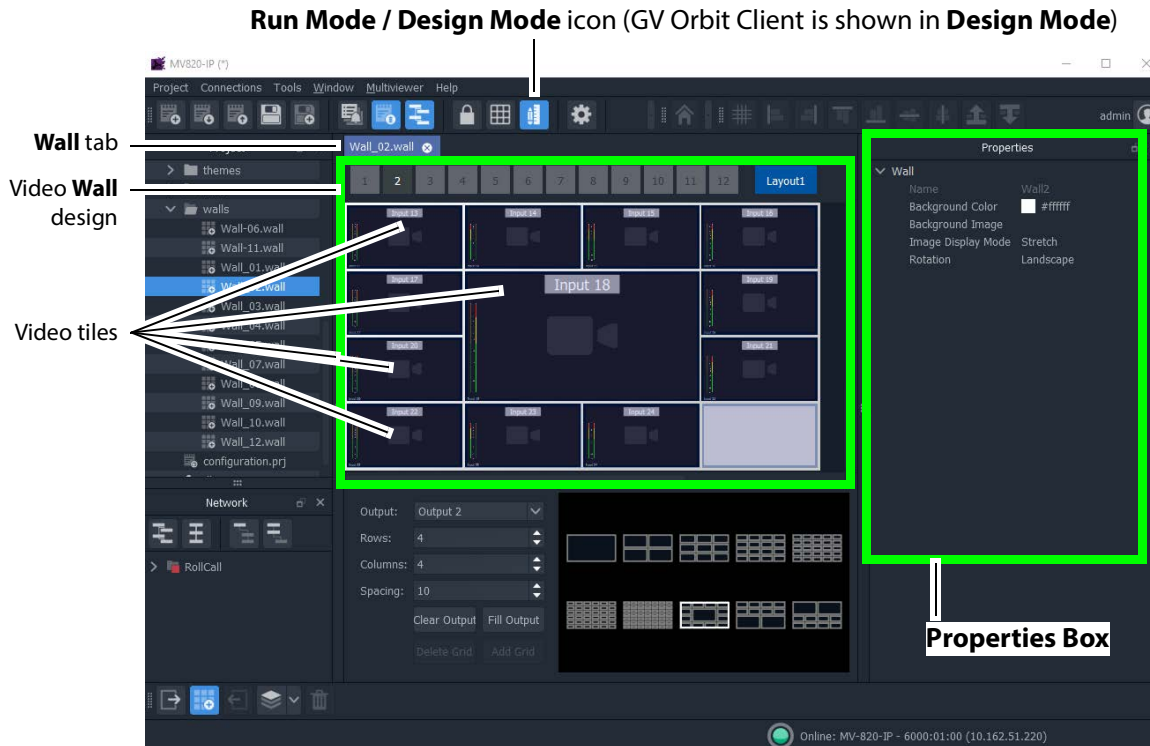 Run Mode / Design Mode icon (GV Orbit Client is shown in Design Mode)
MV820-IP (*)
Project Connections Tools Window Multiviewer Help
admin
Wall tab
Wall_02.wall
Properties
Video Wall
design
themes
walls
Wall-06.wall
Wall-11.wall
Wall_01.wall
Wall_03.wall
Wall_04.wall
Wall_07.wall
Wall_09.wall
Wall_10.wall
Wall_12.wall
configuration.prj
Video tiles
1 2 3 4 5 6 7 8 9 10 11 12 Layout1
Input 13 Input 14 Input 15 Input 16
Input 17 Input 18 Input 19
Input 20 Input 21
Input 22 Input 23 Input 24
Wall
Name Wall2
Background Color #ffffff
Background Image
Image Display Mode Stretch
Rotation Landscape
Properties Box
Network
RollCall
Output: Output 2
Rows: 4
Columns: 4
Spacing: 10
Clear Output Fill Output
Delete Grid Add Grid
Online: MV-820-IP - 6000:01:00 (10.162.51.220)